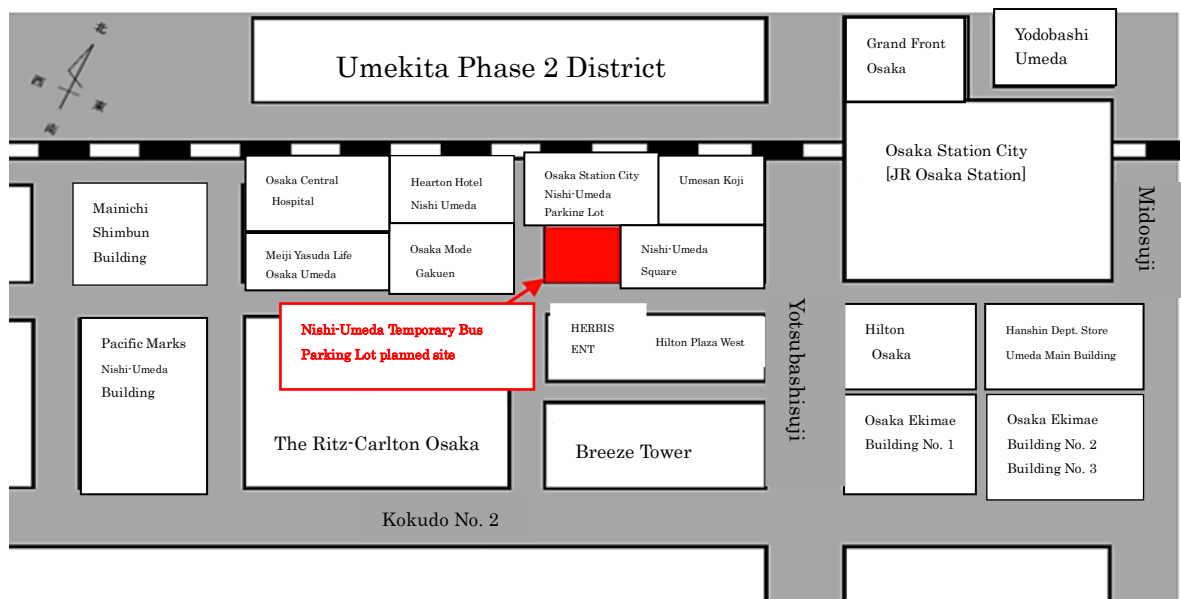 北
西
東
南
Umekita Phase 2 District
Grand Front
Osaka
Yodobashi
Umeda
Osaka Station City
[JR Osaka Station]
Midosuji
Mainichi
Shimbun
Building
Osaka Central
Hospital
Hearton Hotel
Nishi Umeda
Osaka Station City
Nishi-Umeda
Parking Lot
Umesan Koji
Meiji Yasuda Life
Osaka Umeda
Osaka Mode
Gakuen
Nishi-Umeda
Square
Nishi-Umeda Temporary Bus
Parking Lot planned site
Pacific Marks
Nishi-Umeda
Building
The Ritz-Carlton Osaka
HERBIS
ENT
Hilton Plaza West
Breeze Tower
Yotsubashisuji
Hilton
Osaka
Hanshin Dept. Store
Umeda Main Building
Osaka Ekimae
Building No. 1
Osaka Ekimae
Building No. 2
Building No. 3
Kokudo No. 2